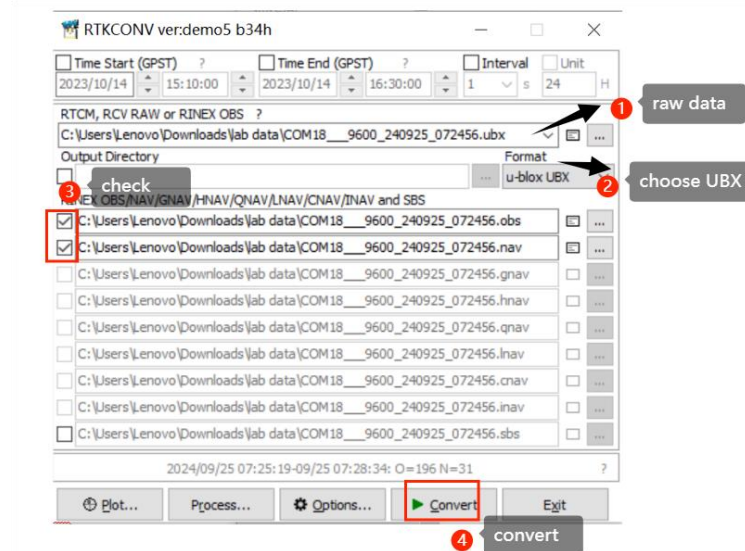 RTKCONV ver:demo5 b34h
Time Start (GPST) ? Time End (GPST) ? Interval Unit
2023/10/14 15:10:00 2023/10/14 16:30:00 1 s 24 H
1 raw data
RTCM, RCV RAW or RINEX OBS ?
C:\Users\Lenovo\Downloads\lab data\COM18___9600_240925_072456.ubx ...
Output Directory Format
... u-blox UBX
2 choose UBX
3 check
NEX OBS/NAV/GNAV/HNAV/QNAV/LNAV/CNAV/INAV and SBS
C:\Users\Lenovo\Downloads\lab data\COM18___9600_240925_072456.obs ...
C:\Users\Lenovo\Downloads\lab data\COM18___9600_240925_072456.nav ...
C:\Users\Lenovo\Downloads\lab data\COM18___9600_240925_072456.gnav ...
C:\Users\Lenovo\Downloads\lab data\COM18___9600_240925_072456.hnav ...
C:\Users\Lenovo\Downloads\lab data\COM18___9600_240925_072456.qnav ...
C:\Users\Lenovo\Downloads\lab data\COM18___9600_240925_072456.lnav ...
C:\Users\Lenovo\Downloads\lab data\COM18___9600_240925_072456.cnav ...
C:\Users\Lenovo\Downloads\lab data\COM18___9600_240925_072456.inav ...
C:\Users\Lenovo\Downloads\lab data\COM18___9600_240925_072456.sbs ...
2024/09/25 07:25:19-09/25 07:28:34: O=196 N=31 ?
Plot... Process... Options... Convert Exit
4 convert